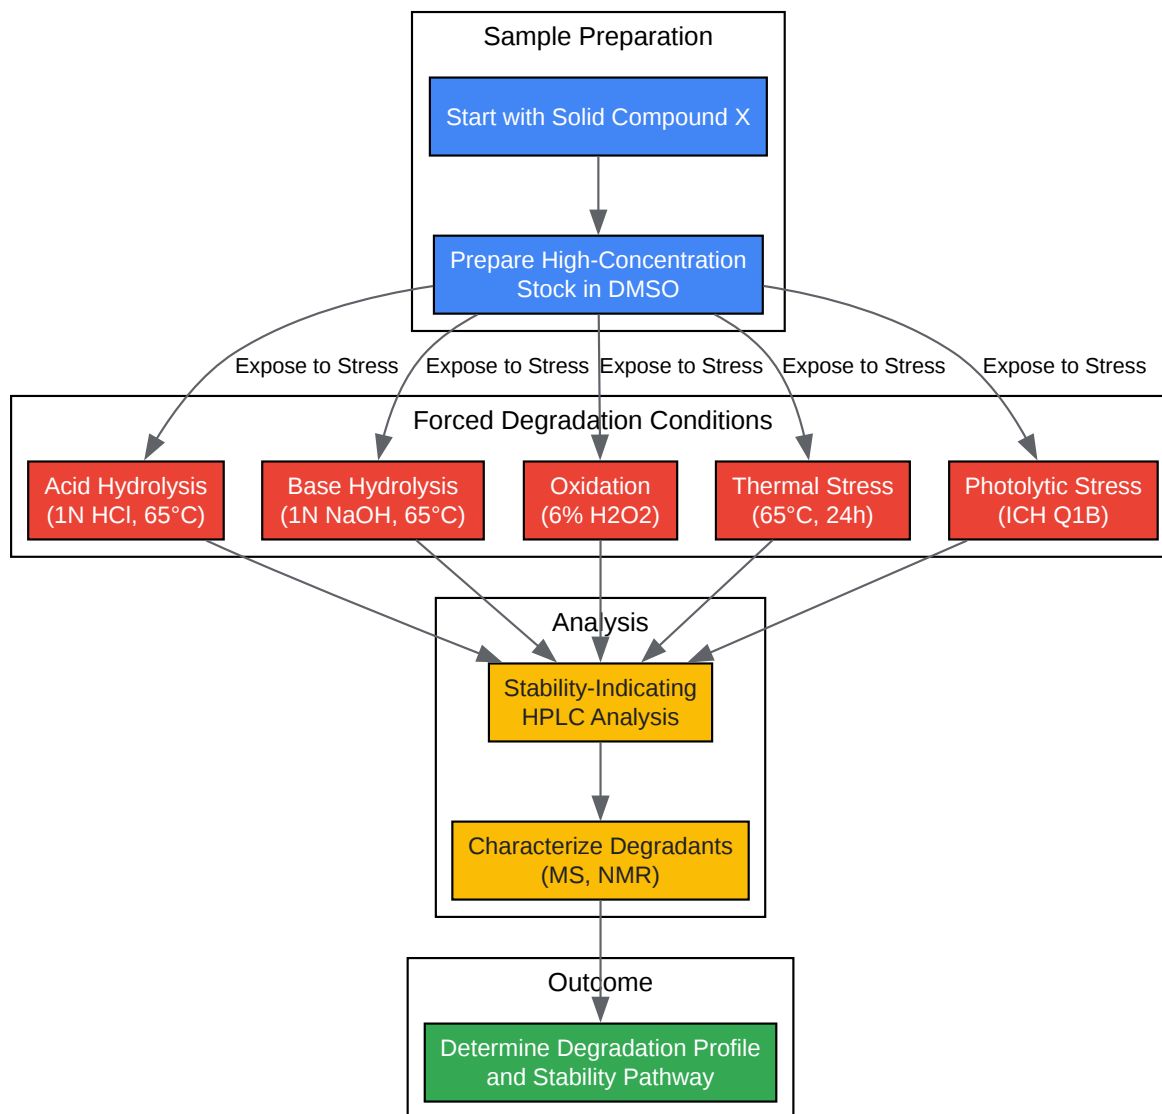 Sample Preparation
Start with Solid Compound X
Prepare High-Concentration
Stock in DMSO
Expose to Stress
Expose to Stress
Expose to Stress
Expose to Stress
Expose to Stress
Forced Degradation Conditions
Acid Hydrolysis
(1N HCl, 65°C)
Base Hydrolysis
(1N NaOH, 65°C)
Oxidation
(6% H2O2)
Thermal Stress
(65°C, 24h)
Photolytic Stress
(ICH Q1B)
Analysis
Stability-Indicating
HPLC Analysis
Characterize Degradants
(MS, NMR)
Outcome
Determine Degradation Profile
and Stability Pathway